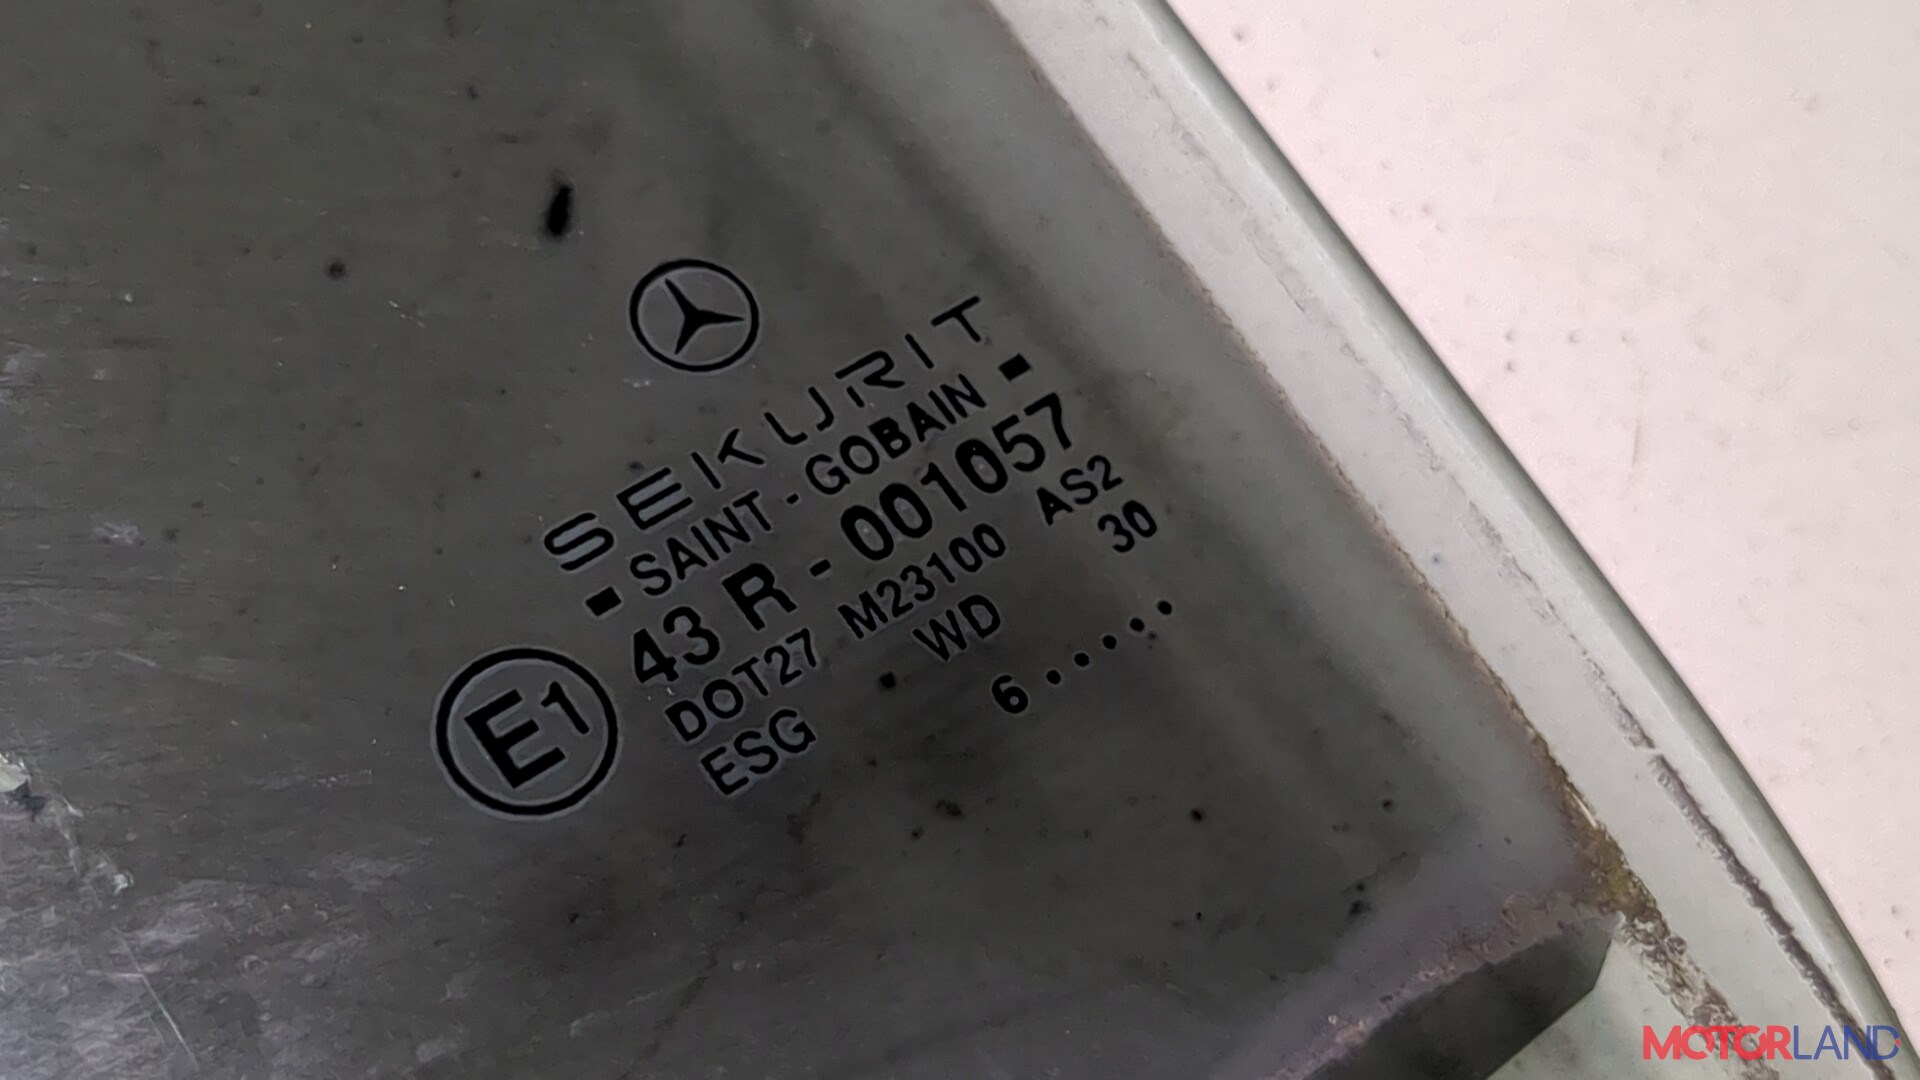 SEKURIT
SAINT - GOBAIN
43 R - 001057
E1
DOT27 M23100 AS2
ESG WD 30
6 .....
MOTORLAND